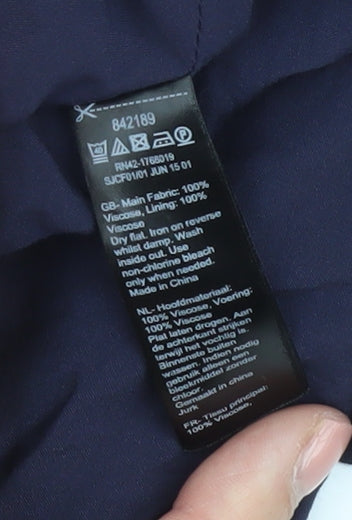 842189
40
P
RN42-1768019
SJCF01/01 JUN 15 01
GB- Main Fabric: 100%
Viscose, Lining: 100%
Viscose
Dry flat. Iron on reverse
whilst damp. Wash
inside out. Use
non-chlorine bleach
only when needed.
Made in China
NL- Hoofdmateriaal:
100% Viscose, Voering:
100% Viscose
Plat laten drogen. Aan
de achterkant strijken
terwijl het vochtig is.
Binnenste buiten
wassen. Indien nodig
gebruik alleen een
bleekmiddel zonder
chloor.
Gemaakt in china
Jurk
FR- Tissu principal:
100% Viscose,